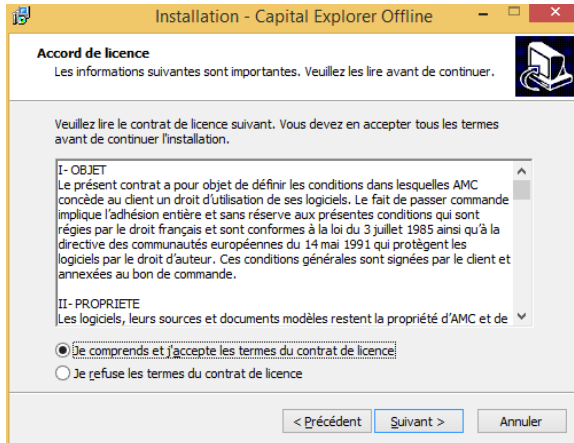 Installation - Capital Explorer Offline
Accord de licence
Les informations suivantes sont importantes. Veuillez les lire avant de continuer.
Veuillez lire le contrat de licence suivant. Vous devez en accepter tous les termes
avant de continuer l'installation.
I- OBJET
Le présent contrat a pour objet de définir les conditions dans lesquelles AMC
concède au client un droit d'utilisation de ses logiciels. Le fait de passer commande
implique l'adhésion entière et sans réserve aux présentes conditions qui sont
régies par le droit français et sont conformes à la loi du 3 juillet 1985 ainsi qu'à la
directive des communautés européennes du 14 mai 1991 qui protègent les
logiciels par le droit d'auteur. Ces conditions générales sont signées par le client et
annexées au bon de commande.
II- PROPRIETE
Les logiciels, leurs sources et documents modèles restent la propriété d'AMC et de
Je comprends et j'accepte les termes du contrat de licence
Je refuse les termes du contrat de licence
< Précédent Suivant > Annuler